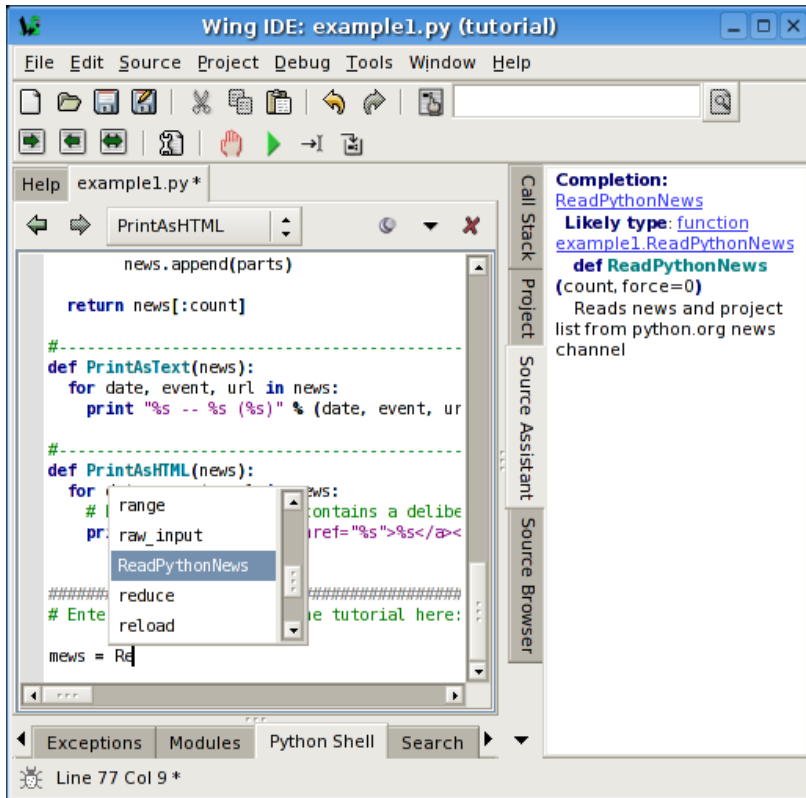 Wing IDE: example1.py (tutorial)
File Edit Source Project Debug Tools Window Help
Help example1.py*
PrintAsHTML
news.append(parts)
return news[:count]
#--------------------------------------------
def PrintAsText(news):
for date, event, url in news:
print "%s -- %s (%s)" % (date, event, ur
#--------------------------------------------
def PrintAsHTML(news):
for ews:
# contains a delibe
pr ref="%s">%s</a><
# Ente e tutorial here:
mews = Re
range
raw_input
ReadPythonNews
reduce
reload
Call Stack
Project
Source Assistant
Source Browser
Completion:
ReadPythonNews
Likely type: function
example1.ReadPythonNews
def ReadPythonNews
(count, force=0)
Reads news and project
list from python.org news
channel
Exceptions Modules Python Shell Search
Line 77 Col 9 *